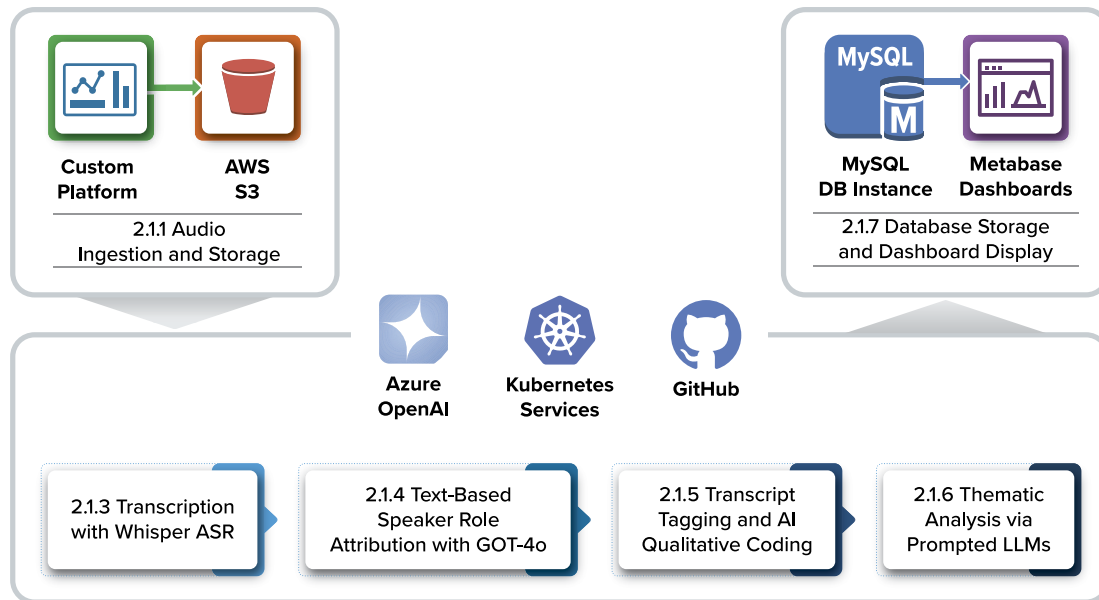 Custom
Platform
AWS
S3
2.1.1 Audio
Ingestion and Storage
MySQL
M
MySQL
DB Instance
Metabase
Dashboards
2.1.7 Database Storage
and Dashboard Display
Azure
OpenAI
Kubernetes
Services
GitHub
2.1.3 Transcription
with Whisper ASR
2.1.4 Text-Based
Speaker Role
Attribution with GOT-4o
2.1.5 Transcript
Tagging and AI
Qualitative Coding
2.1.6 Thematic
Analysis via
Prompted LLMs